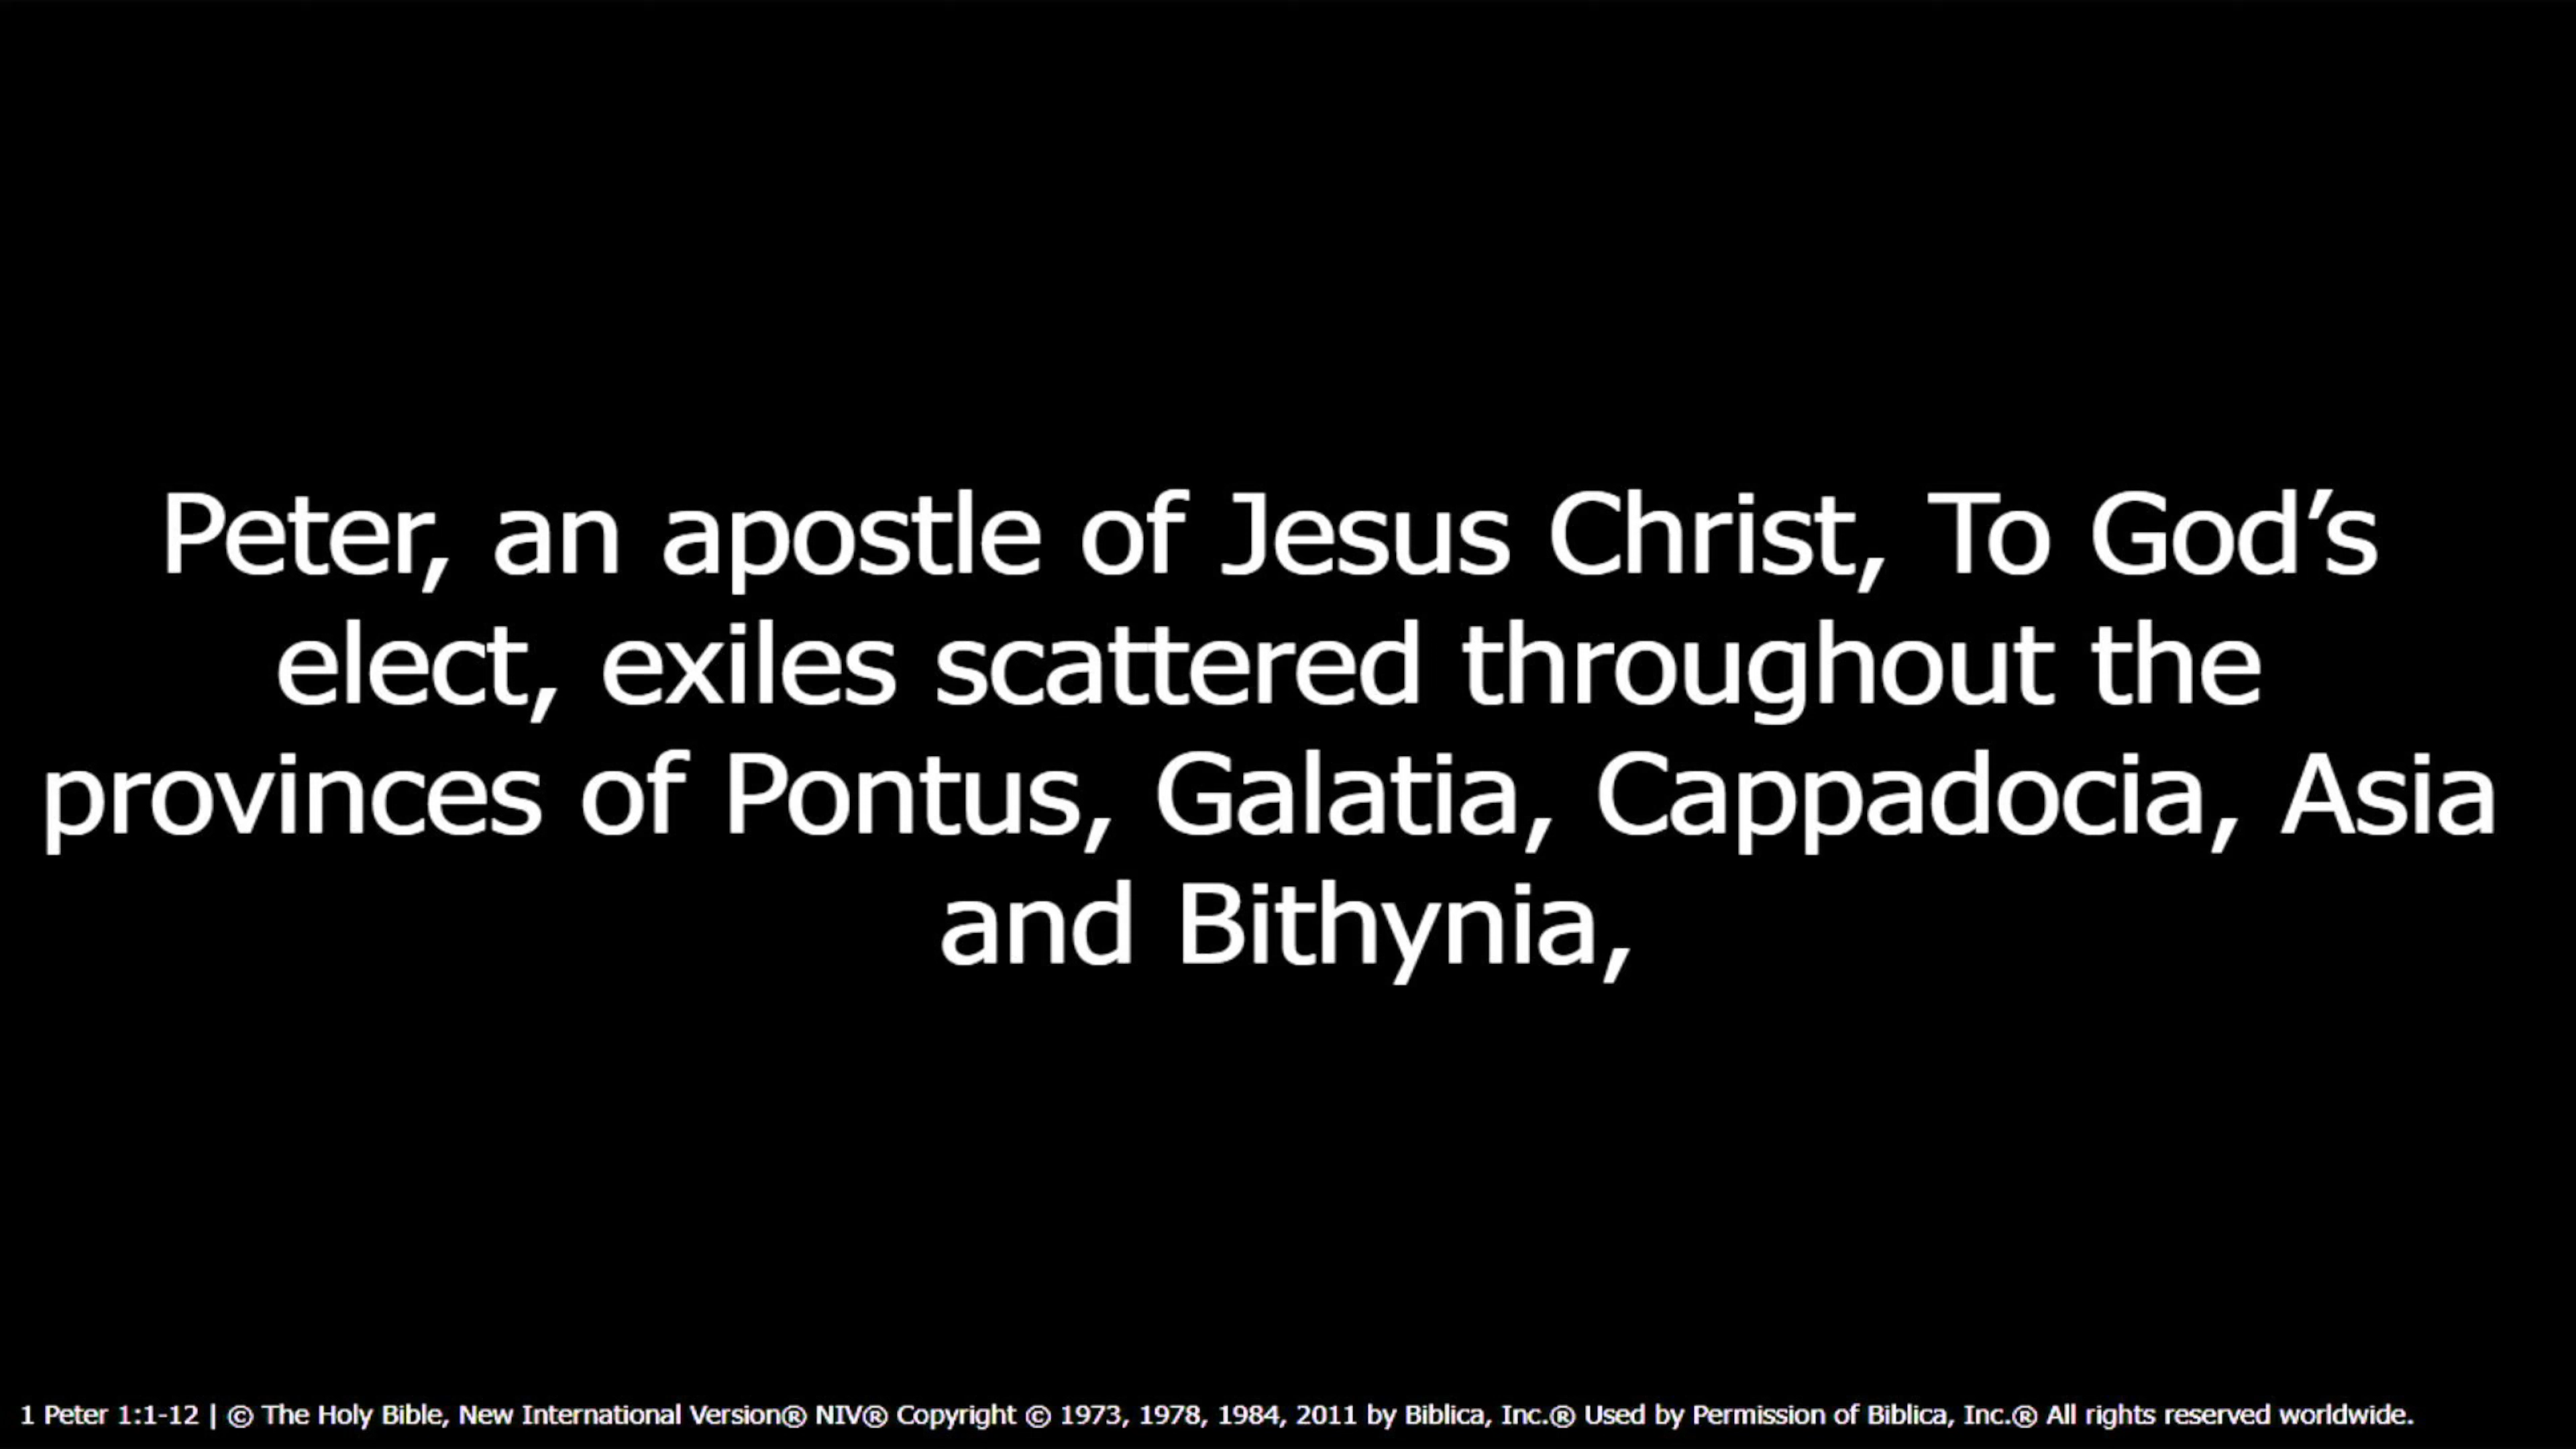 Peter, an apostle of Jesus Christ, To God’s
elect, exiles scattered throughout the
provinces of Pontus, Galatia, Cappadocia, Asia
and Bithynia,
1 Peter 1:1-12 | © The Holy Bible, New International Version® NIV® Copyright © 1973, 1978, 1984, 2011 by Biblica, Inc.® Used by Permission of Biblica, Inc.® All rights reserved worldwide.